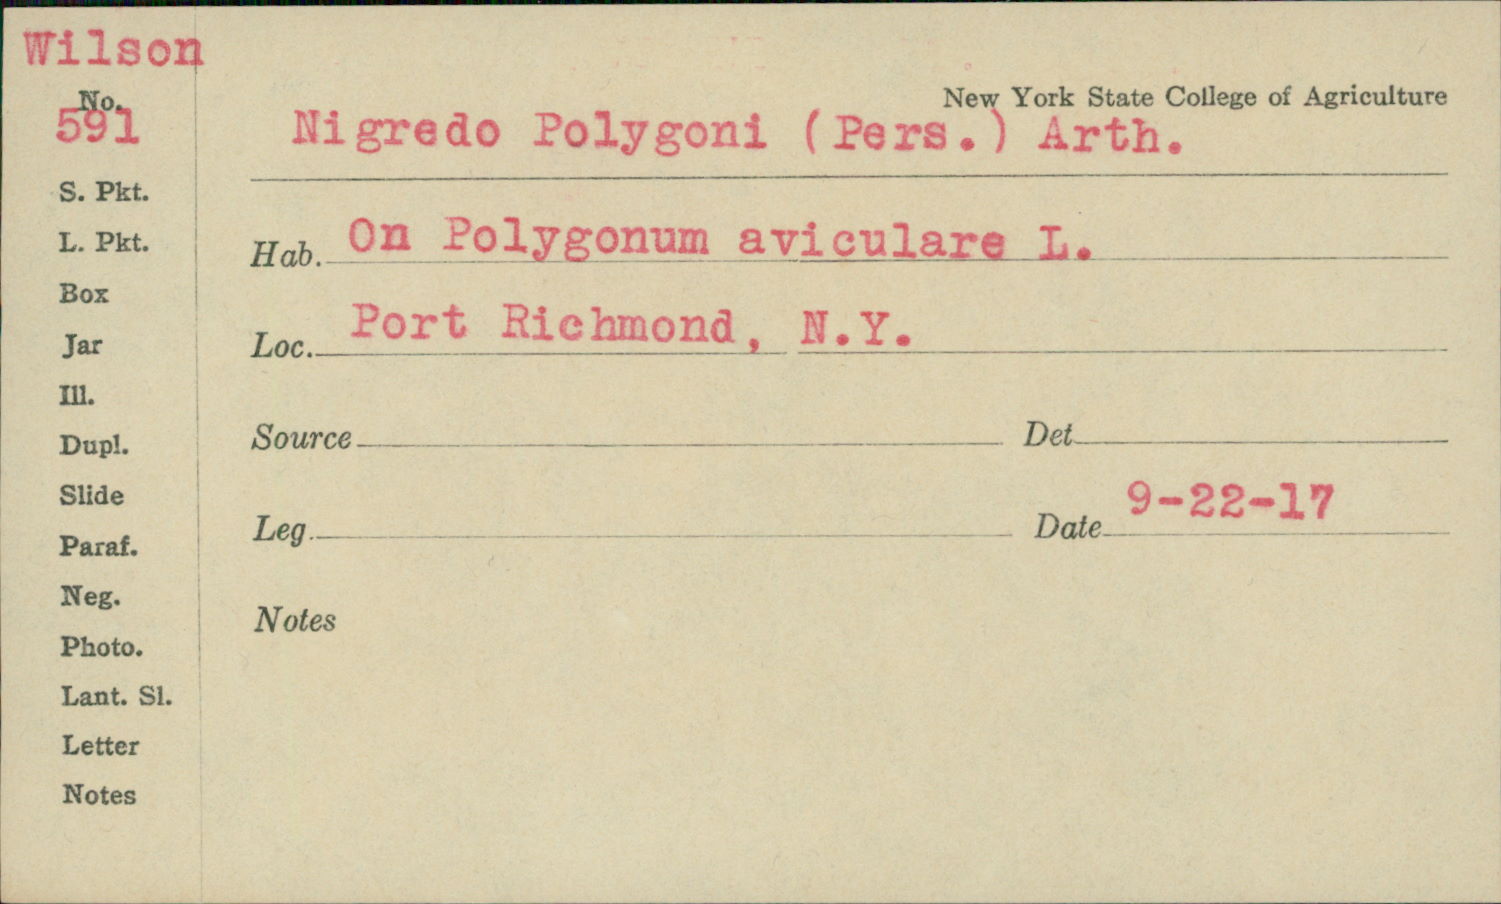 Wilson
No.
591
New York State College of Agriculture
Nigredo Polygoni (Pers.) Arth.
S. Pkt.
L. Pkt.
Box
Jar
Ill.
Dupl.
Slide
Paraf.
Neg.
Photo.
Lant. Sl.
Letter
Notes
Hab. On Polygonum aviculare L.
Loc. Port Richmond, N.Y.
Source Det
Leg. Date 9-22-17
Notes